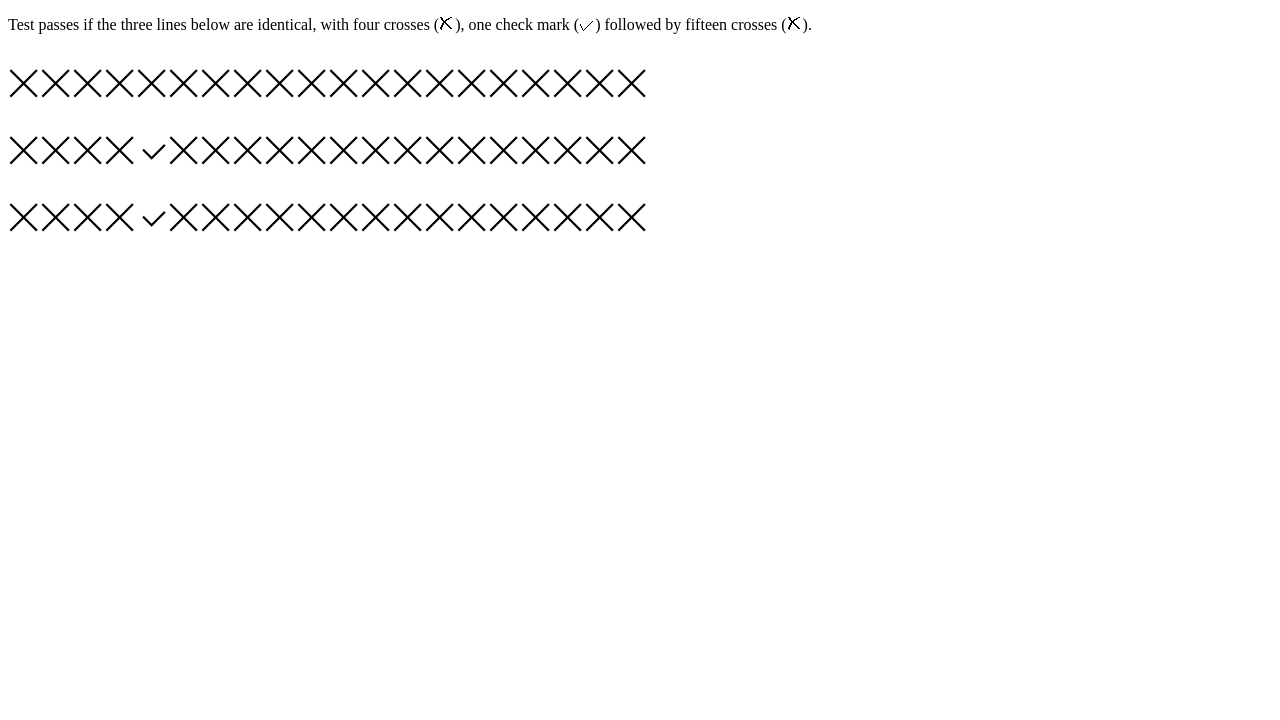 Test passes if the three lines below are identical, with four crosses (☓), one check mark (✓) followed by fifteen crosses (☓).
☓☓☓☓☓☓☓☓☓☓☓☓☓☓☓☓☓☓☓☓
☓☓☓☓✓☓☓☓☓☓☓☓☓☓☓☓☓☓☓☓
☓☓☓☓✓☓☓☓☓☓☓☓☓☓☓☓☓☓☓☓